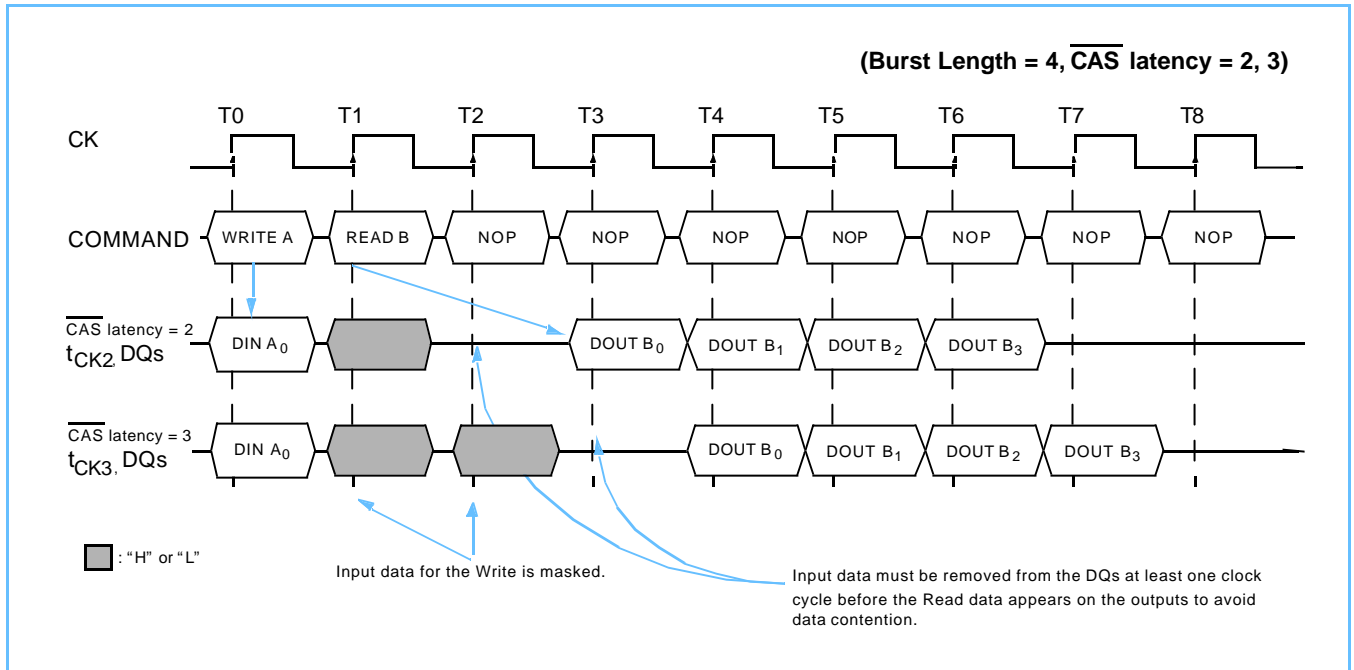 (Burst Length = 4, CAS latency = 2, 3)
T0 T1 T2 T3 T4 T5 T6 T7 T8
CK
COMMAND WRITE A READ B NOP NOP NOP NOP NOP NOP NOP
CAS latency = 2
tCK2, DQs DIN A0 DOUT B0 DOUT B1 DOUT B2 DOUT B3
CAS latency = 3
tCK3, DQs DIN A0 DOUT B0 DOUT B1 DOUT B2 DOUT B3
: “H” or “L”
Input data for the Write is masked.
Input data must be removed from the DQs at least one clock
cycle before the Read data appears on the outputs to avoid
data contention.